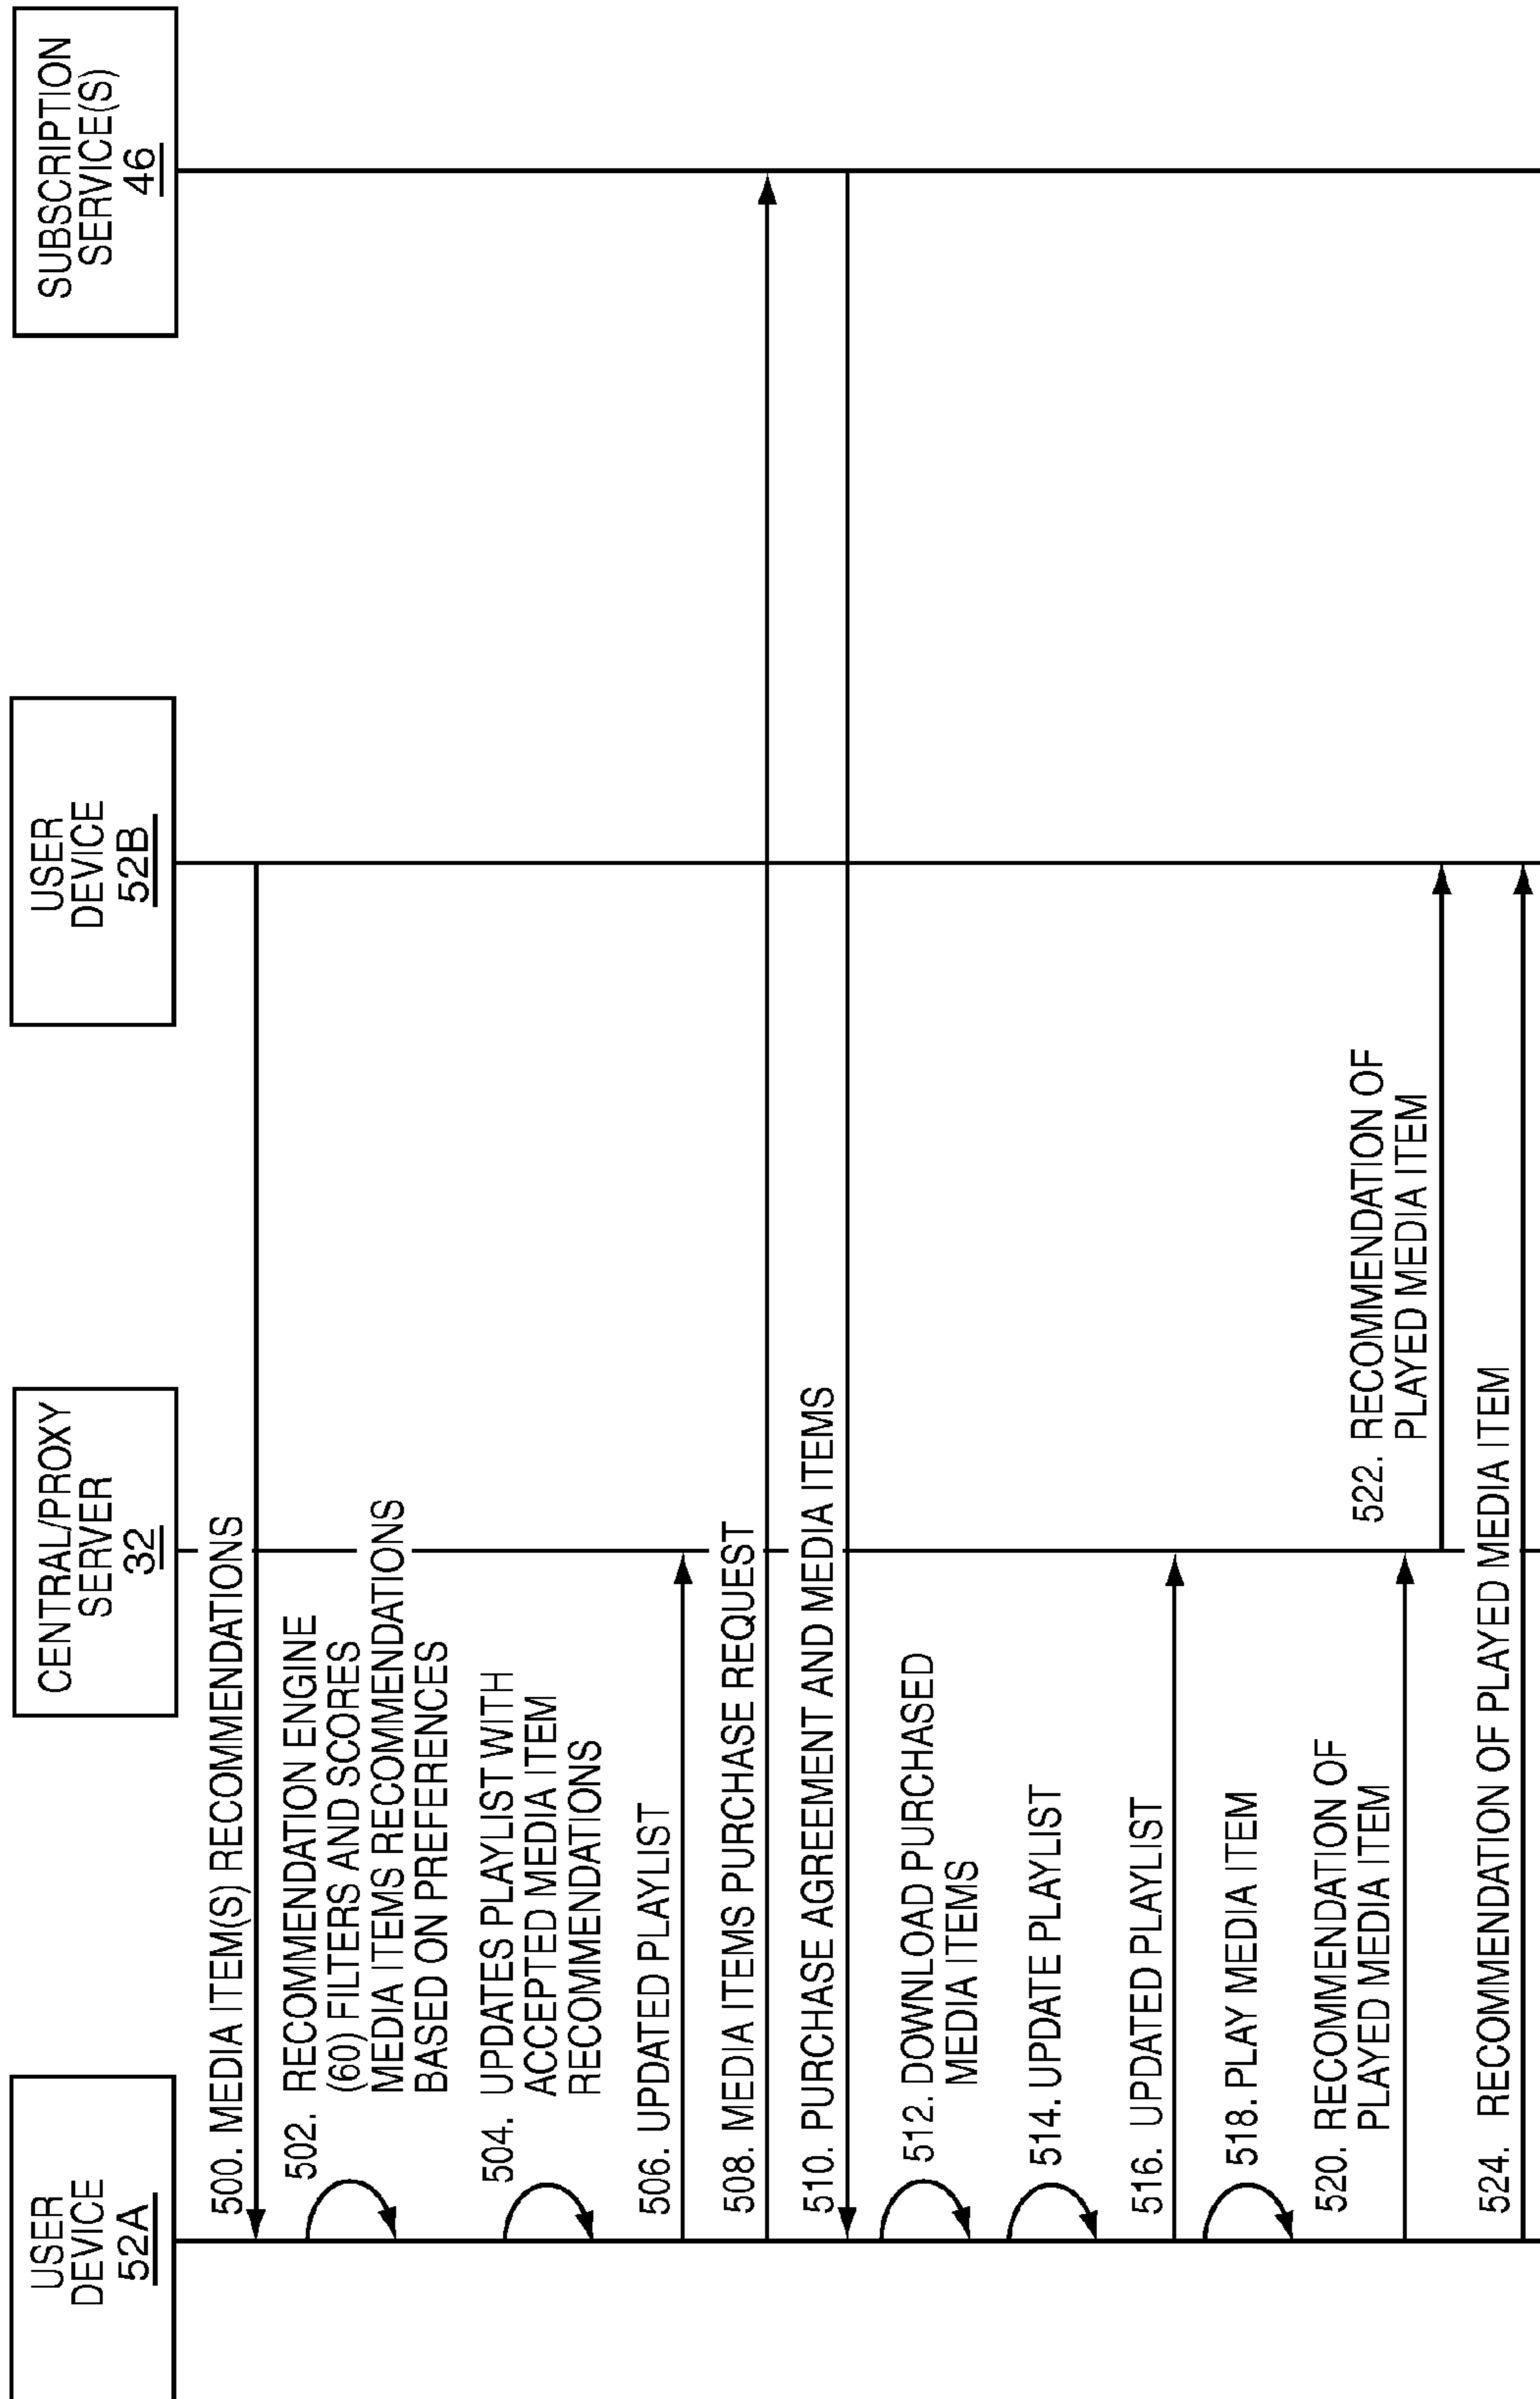 USER
DEVICE
52A
CENTRAL/PROXY
SERVER
32
USER
DEVICE
52B
SUBSCRIPTION
SERVICE(S)
46
500. MEDIA ITEM(S) RECOMMENDATIONS
502. RECOMMENDATION ENGINE
(60) FILTERS AND SCORES
MEDIA ITEMS RECOMMENDATIONS
BASED ON PREFERENCES
504. UPDATES PLAYLIST WITH
ACCEPTED MEDIA ITEM
RECOMMENDATIONS
506. UPDATED PLAYLIST
508. MEDIA ITEMS PURCHASE REQUEST
510. PURCHASE AGREEMENT AND MEDIA ITEMS
512. DOWNLOAD PURCHASED
MEDIA ITEMS
514. UPDATE PLAYLIST
516. UPDATED PLAYLIST
518. PLAY MEDIA ITEM
520. RECOMMENDATION OF
PLAYED MEDIA ITEM
522. RECOMMENDATION OF
PLAYED MEDIA ITEM
524. RECOMMENDATION OF PLAYED MEDIA ITEM